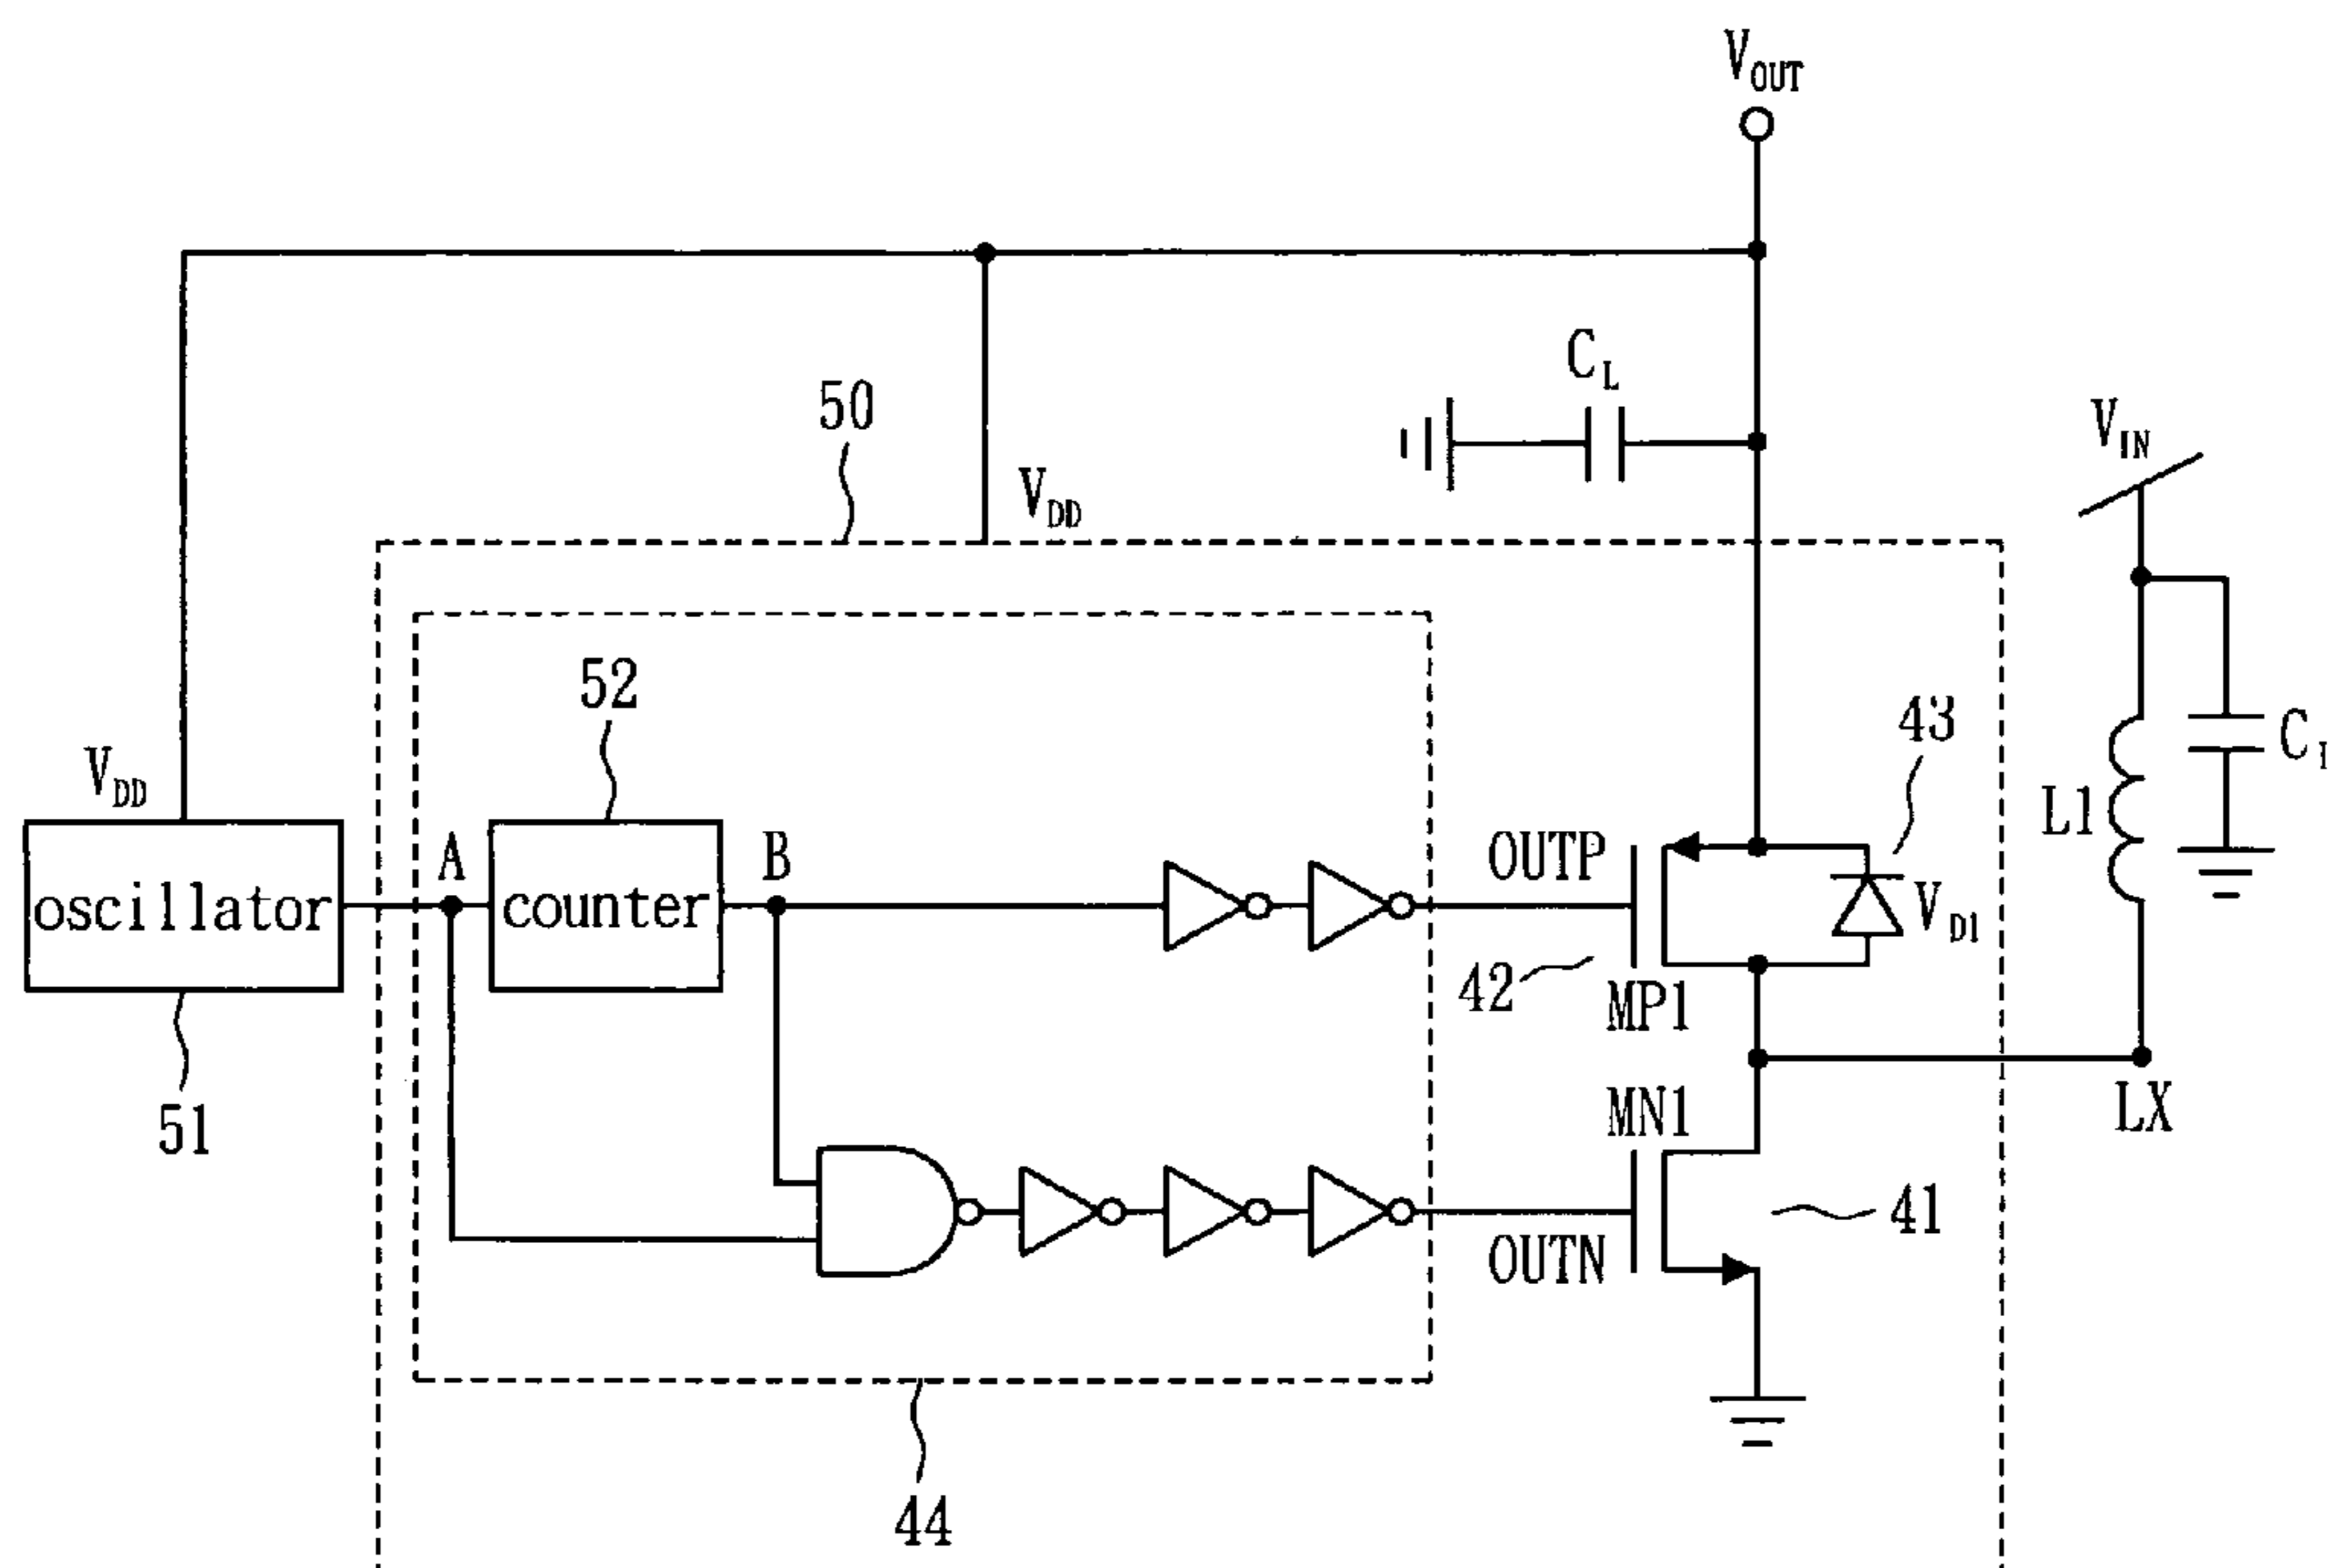 V_OUT
C_L
50
V_IN
V_DD
52
43
V_DD
C_I
L1
A
B
OUTP
oscillator
counter
V_D1
42
MP1
MN1
LX
51
41
OUTN
44